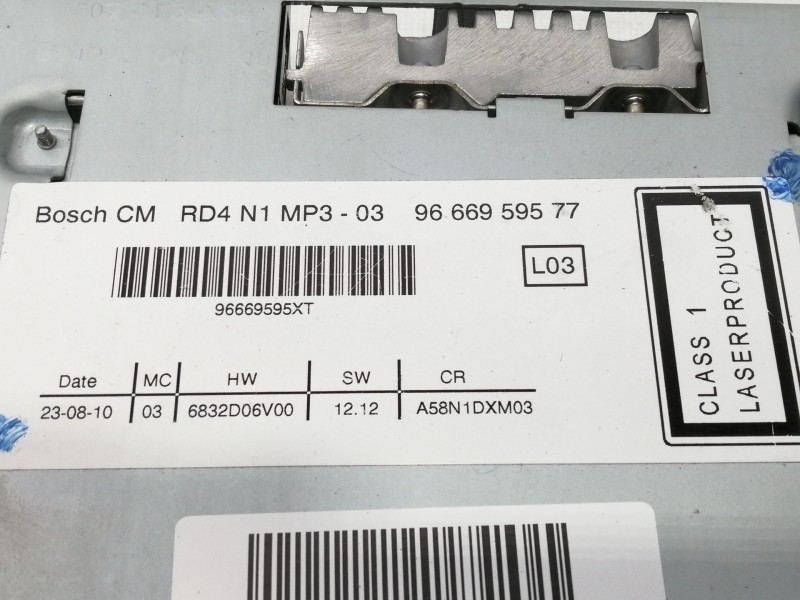 Bosch CM RD4 N1 MP3 - 03 96 669 595 77
L03
96669595XT
Date MC HW SW CR
23-08-10 03 6832D06V00 12.12 A58N1DXM03
CLASS 1
LASERPRODUCT